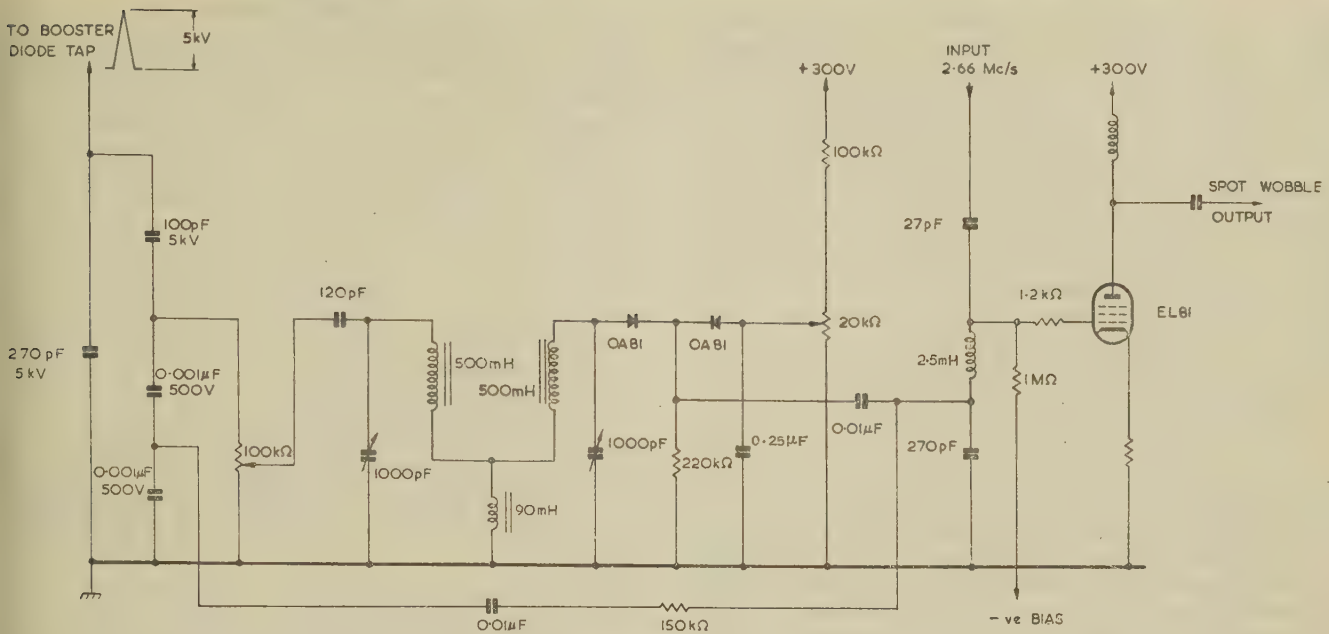 TO BOOSTER
DIODE TAP
5kV
INPUT
2·66 Mc/s
+300V
+300V
100kΩ
SPOT WOBBLE
OUTPUT
100pF
5kV
27pF
120pF
1·2kΩ
EL81
270pF
5kV
0·001μF
500V
500mH
500mH
OA81
OA81
20kΩ
2·5mH
1MΩ
0·01μF
100kΩ
1000pF
1000pF
0·25μF
220kΩ
270pF
0·001μF
500V
90mH
0·01μF
150kΩ
-ve BIAS